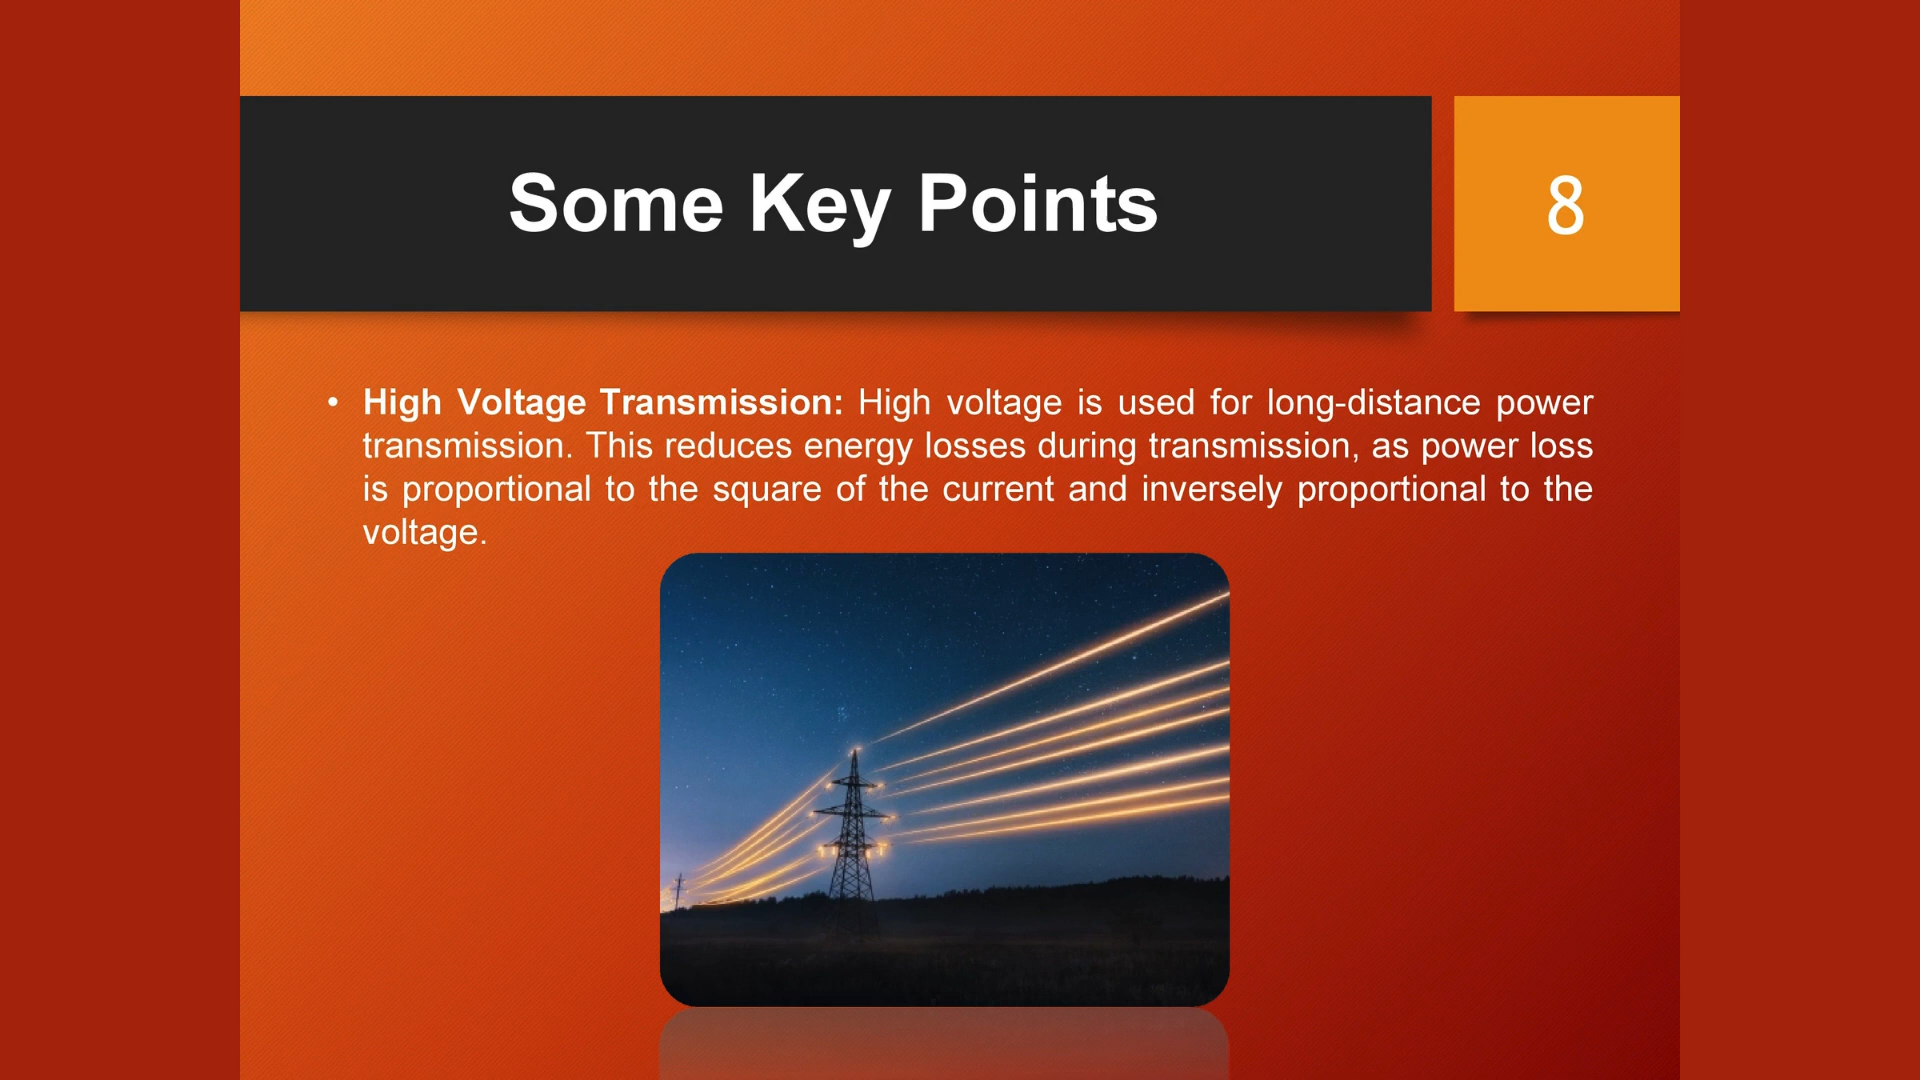 Some Key Points
8
• High Voltage Transmission: High voltage is used for long-distance power
transmission. This reduces energy losses during transmission, as power loss
is proportional to the square of the current and inversely proportional to the
voltage.